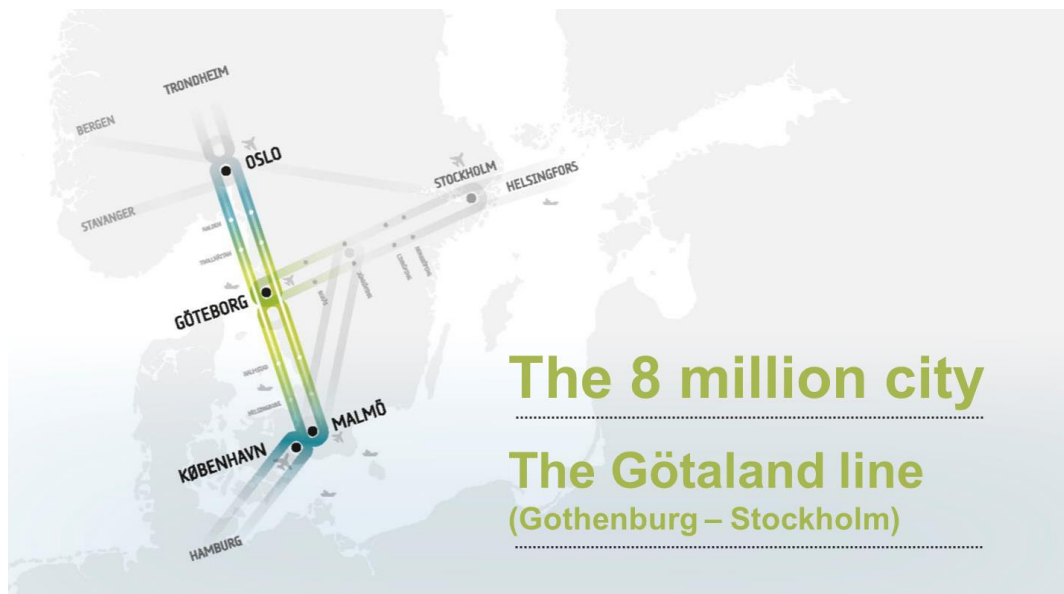 TRONDHEIM
BERGEN
OSLO
STOCKHOLM
HELSINGFORS
STAVANGER
GÖTEBORG
The 8 million city
MALMÖ
The Götaland line
KØBENHAVN
(Gothenburg – Stockholm)
HAMBURG